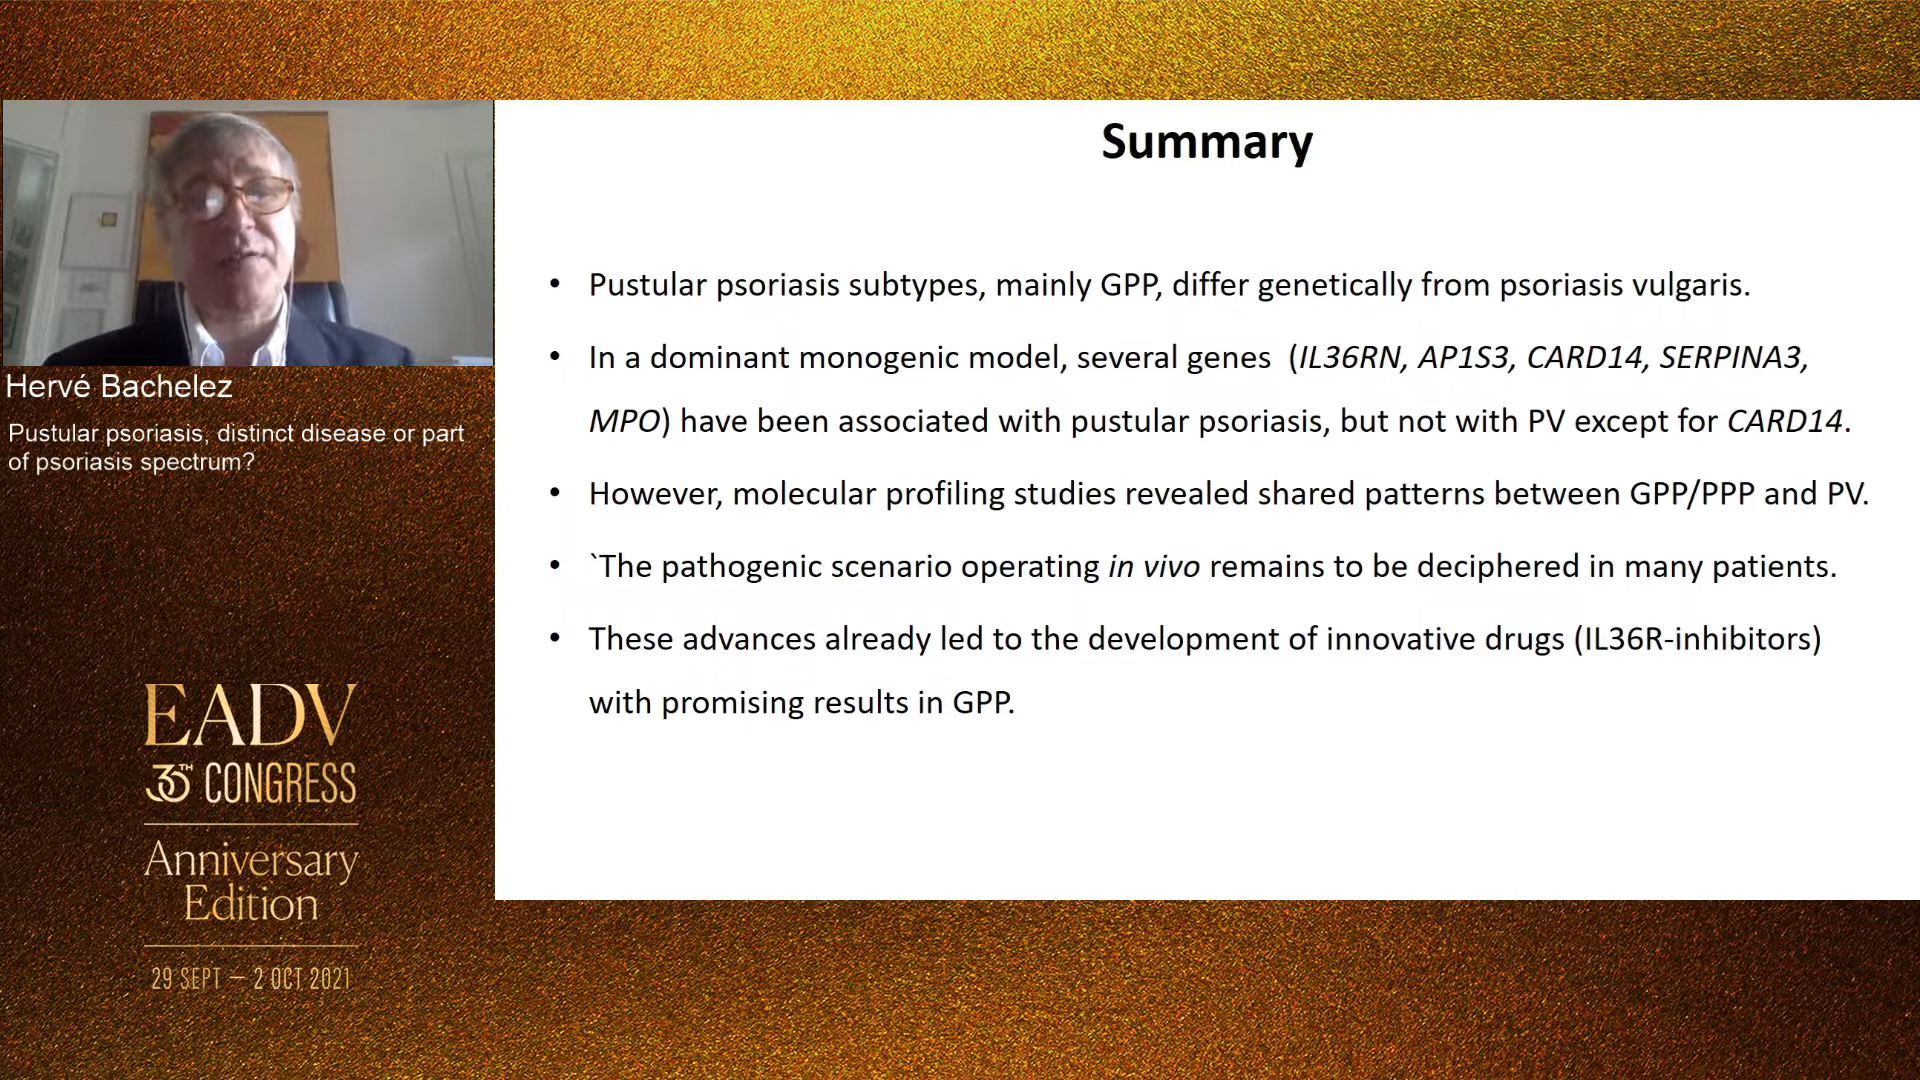 Summary
• Pustular psoriasis subtypes, mainly GPP, differ genetically from psoriasis vulgaris.
• In a dominant monogenic model, several genes (IL36RN, AP1S3, CARD14, SERPINA3,
MPO) have been associated with pustular psoriasis, but not with PV except for CARD14.
• However, molecular profiling studies revealed shared patterns between GPP/PPP and PV.
• `The pathogenic scenario operating in vivo remains to be deciphered in many patients.
• These advances already led to the development of innovative drugs (IL36R-inhibitors)
with promising results in GPP.
Hervé Bachelez
Pustular psoriasis, distinct disease or part
of psoriasis spectrum?
EADV
30TH CONGRESS
Anniversary
Edition
29 SEPT — 2 OCT 2021